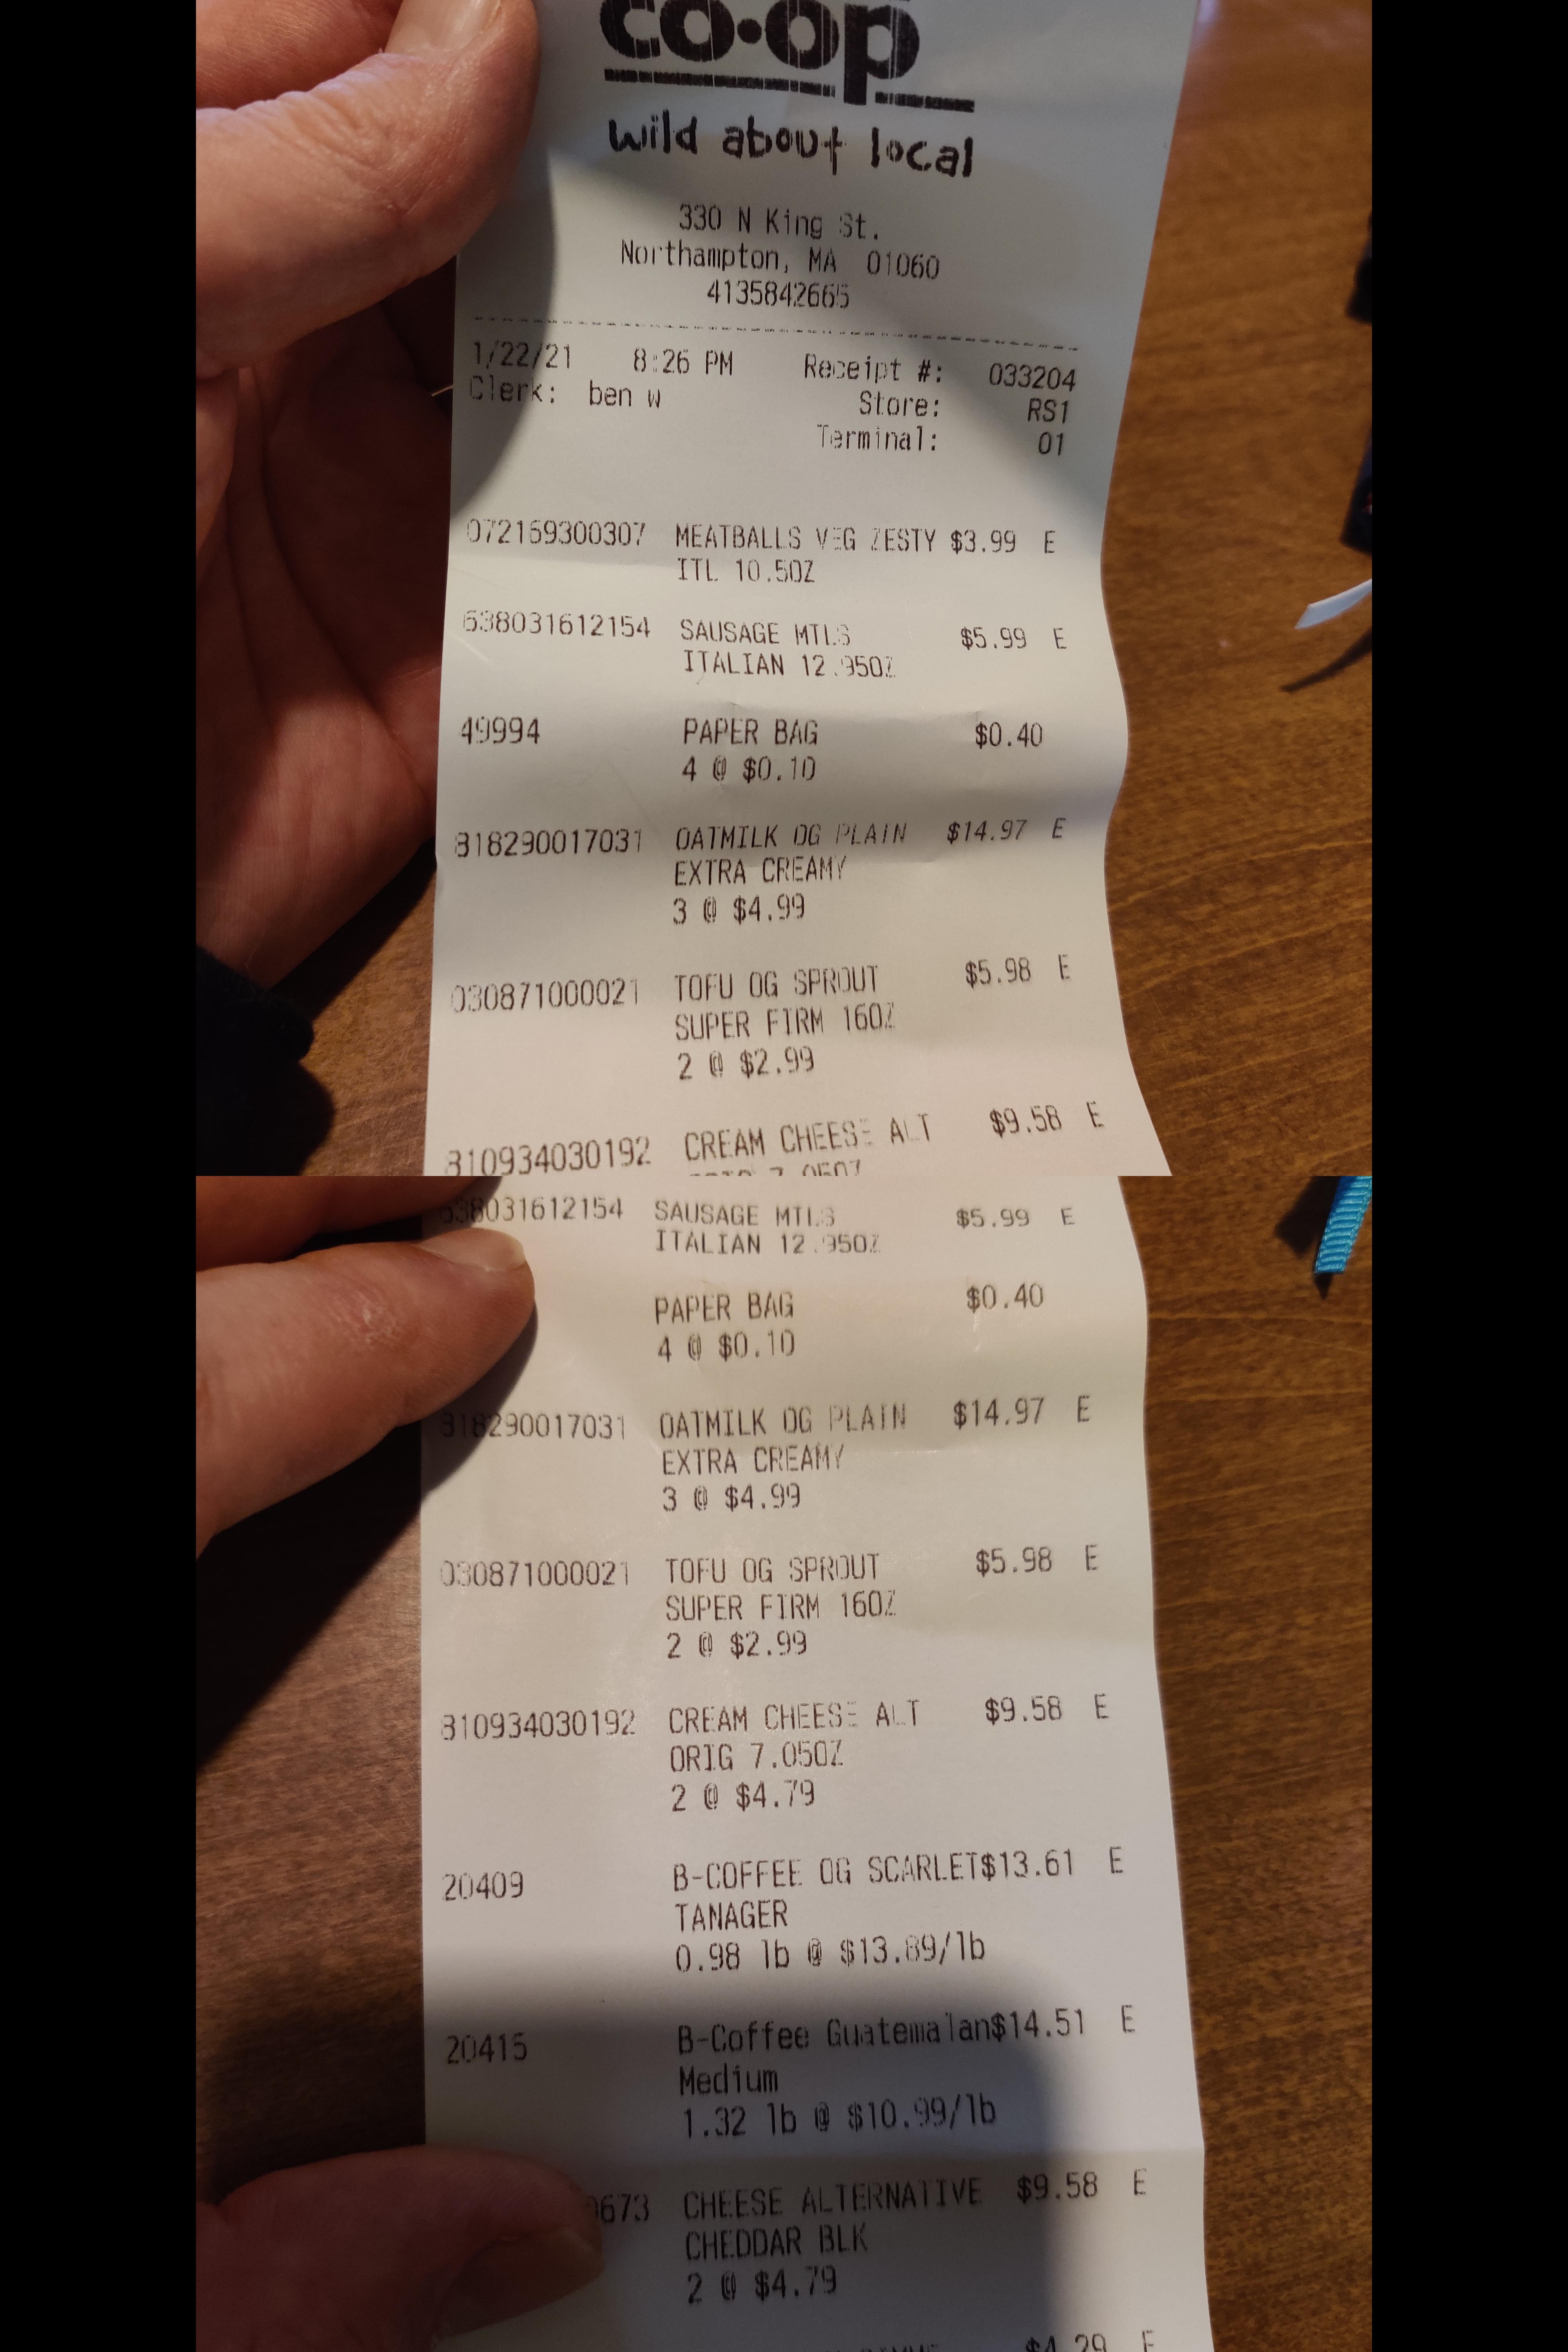 co·op
wild about local
330 N King St.
Northampton, MA 01060
4135842665
1/22/21 8:26 PM Receipt #: 033204
Clerk: ben w Store: RS1
Terminal: 01
072169300307 MEATBALLS VEG ZESTY $3.99 E
ITL 10.5OZ
638031612154 SAUSAGE MTLS $5.99 E
ITALIAN 12.95OZ
49994 PAPER BAG $0.40
4 @ $0.10
818290017031 OATMILK OG PLAIN $14.97 E
EXTRA CREAMY
3 @ $4.99
030871000021 TOFU OG SPROUT $5.98 E
SUPER FIRM 16OZ
2 @ $2.99
810934030192 CREAM CHEESE ALT $9.58 E
ORIG 7.05OZ
638031612154 SAUSAGE MTLS $5.99 E
ITALIAN 12.95OZ
PAPER BAG $0.40
4 @ $0.10
818290017031 OATMILK OG PLAIN $14.97 E
EXTRA CREAMY
3 @ $4.99
030871000021 TOFU OG SPROUT $5.98 E
SUPER FIRM 16OZ
2 @ $2.99
810934030192 CREAM CHEESE ALT $9.58 E
ORIG 7.05OZ
2 @ $4.79
20409 B-COFFEE OG SCARLET$13.61 E
TANAGER
0.98 lb @ $13.89/lb
20415 B-Coffee Guatemalan$14.51 E
Medium
1.32 lb @ $10.99/lb
0673 CHEESE ALTERNATIVE $9.58 E
CHEDDAR BLK
2 @ $4.79
$4.29 E